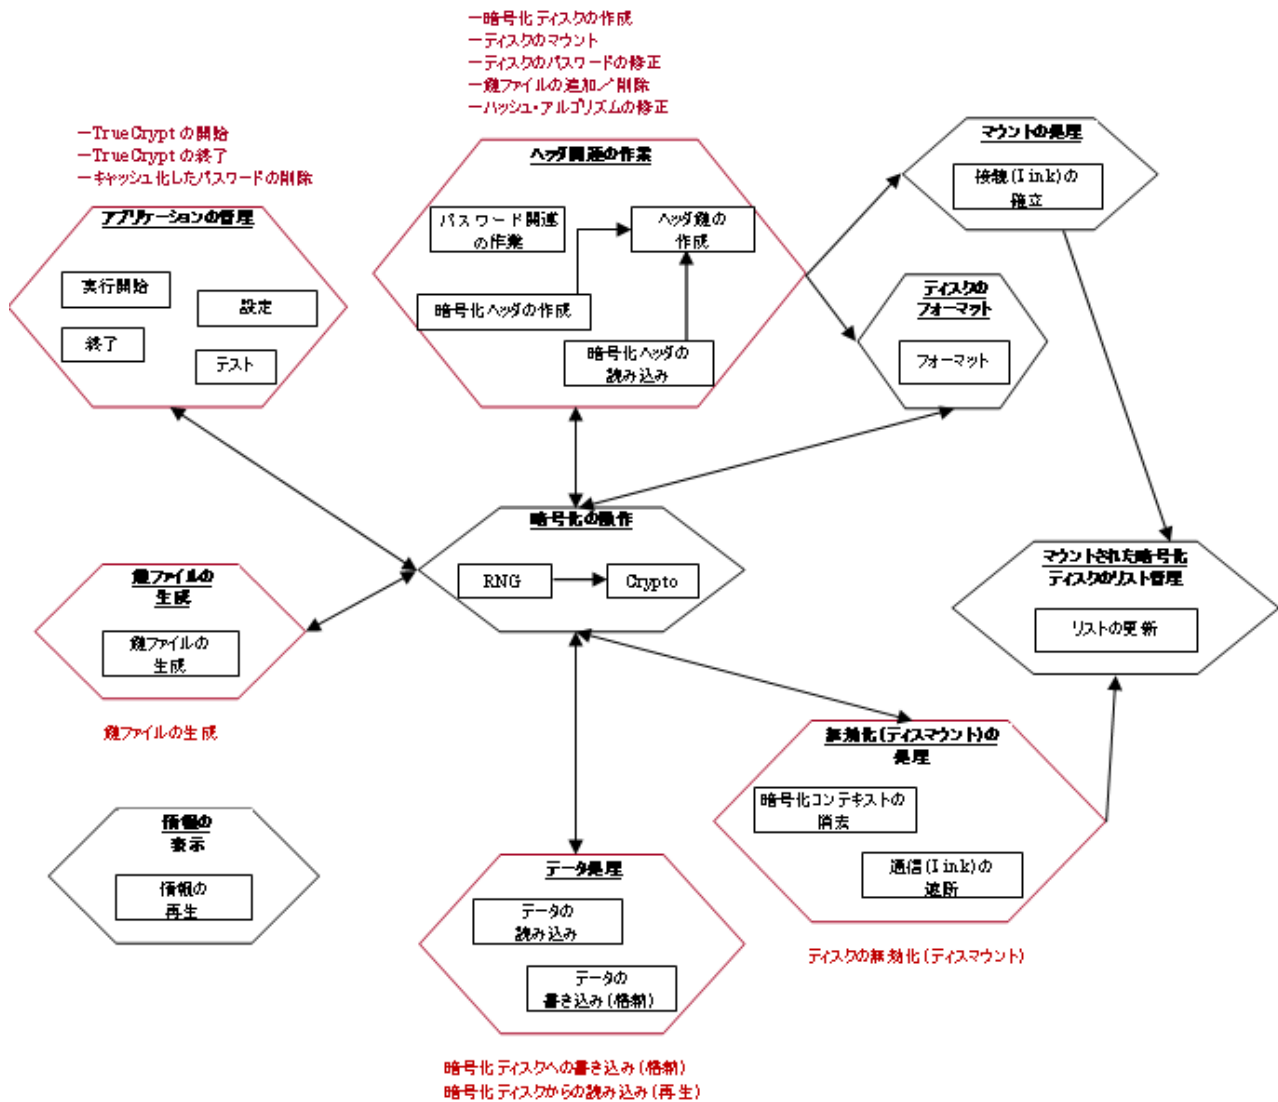 ー暗号化ディスクの作成
ーディスクのマウント
ーディスクのパスワードの修正
ー鍵ファイルの追加／削除
ーハッシュ・アルゴリズムの修正
ーTrueCryptの開始
ーTrueCryptの終了
ーキャッシュ化したパスワードの削除
アプリケーションの管理
実行開始
設定
終了
テスト
ヘッダ関連の作業
パスワード関連
の作業
ヘッダ鍵の
作成
暗号化ヘッダの作成
暗号化ヘッダの
読み込み
マウントの処理
接続(Link)の
確立
ディスクの
フォーマット
フォーマット
暗号化の操作
RNG
Crypto
鍵ファイルの
生成
鍵ファイルの
生成
鍵ファイルの生成
マウントされた暗号化
ディスクのリスト管理
リストの更新
無効化(ディスマウント)の
処理
暗号化コンテキストの
消去
通信(Link)の
遮断
ディスクの無効化(ディスマウント)
情報の
表示
情報の
再生
データ処理
データの
読み込み
データの
書き込み(格納)
暗号化ディスクへの書き込み(格納)
暗号化ディスクからの読み込み(再生)